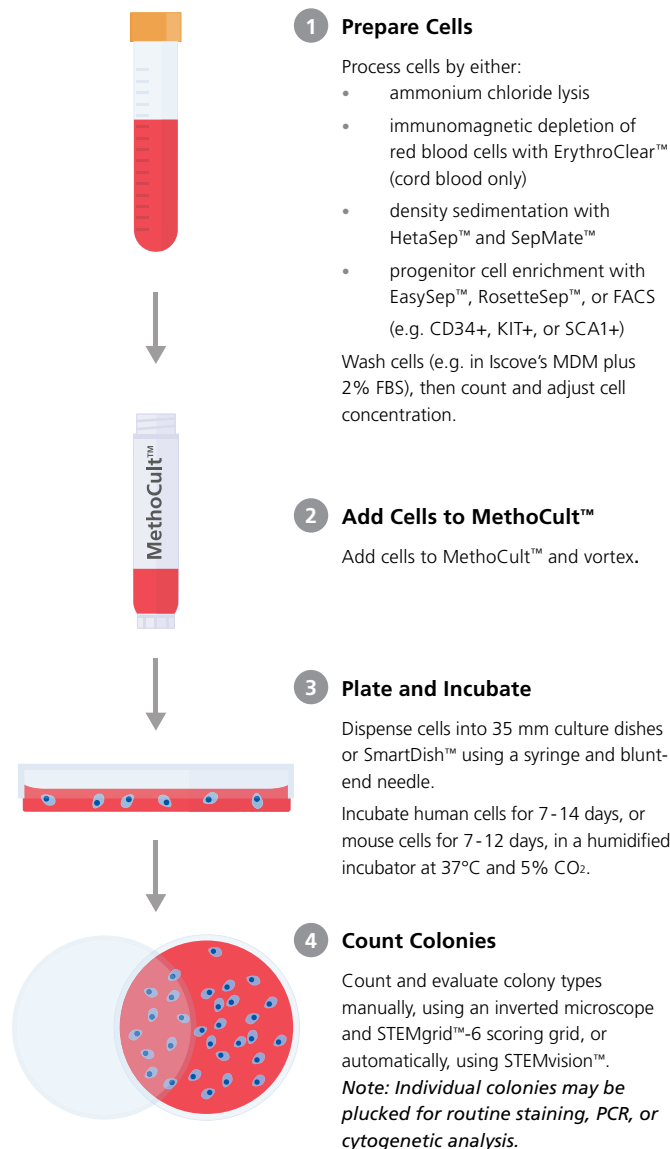 1 Prepare Cells
Process cells by either:
• ammonium chloride lysis
• immunomagnetic depletion of
red blood cells with ErythroClear™
(cord blood only)
• density sedimentation with
HetaSep™ and SepMate™
• progenitor cell enrichment with
EasySep™, RosetteSep™, or FACS
(e.g. CD34+, KIT+, or SCA1+)
Wash cells (e.g. in Iscove's MDM plus
2% FBS), then count and adjust cell
concentration.
MethoCult™
2 Add Cells to MethoCult™
Add cells to MethoCult™ and vortex.
3 Plate and Incubate
Dispense cells into 35 mm culture dishes
or SmartDish™ using a syringe and blunt-
end needle.
Incubate human cells for 7-14 days, or
mouse cells for 7-12 days, in a humidified
incubator at 37°C and 5% CO₂.
4 Count Colonies
Count and evaluate colony types
manually, using an inverted microscope
and STEMgrid™-6 scoring grid, or
automatically, using STEMvision™.
Note: Individual colonies may be
plucked for routine staining, PCR, or
cytogenetic analysis.